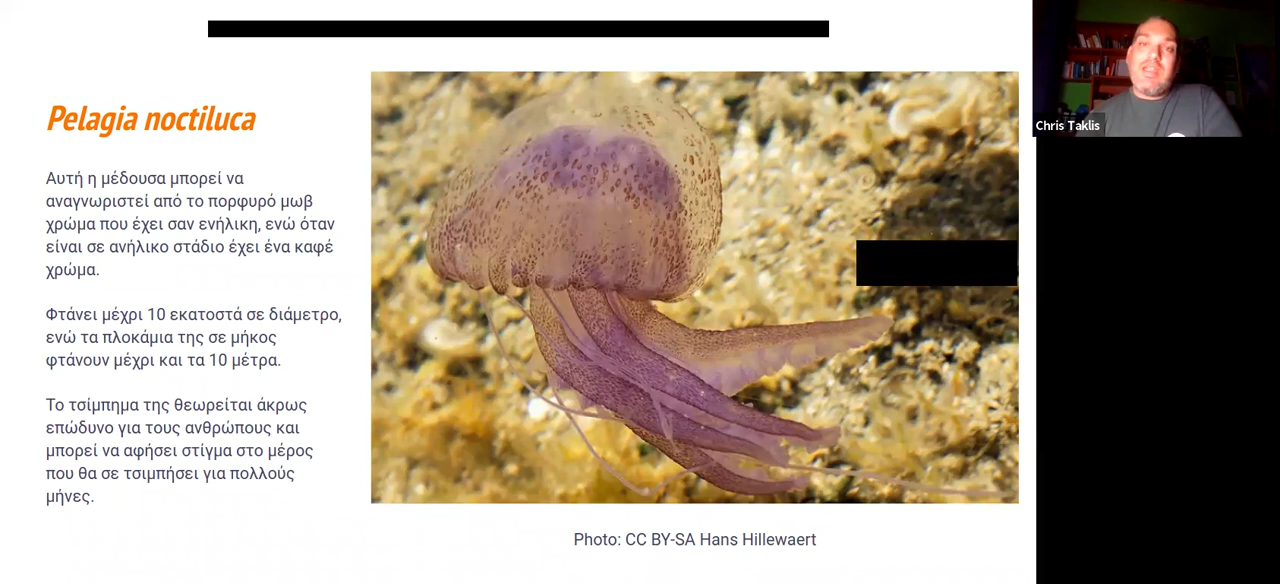 Pelagia noctiluca
Αυτή η μέδουσα μπορεί να
αναγνωριστεί από το πορφυρό μωβ
χρώμα που έχει σαν ενήλικη, ενώ όταν
είναι σε ανήλικο στάδιο έχει ένα καφέ
χρώμα.
Φτάνει μέχρι 10 εκατοστά σε διάμετρο,
ενώ τα πλοκάμια της σε μήκος
φτάνουν μέχρι και τα 10 μέτρα.
Το τσίμπημα της θεωρείται άκρως
επώδυνο για τους ανθρώπους και
μπορεί να αφήσει στίγμα στο μέρος
που θα σε τσιμπήσει για πολλούς
μήνες.
Photo: CC BY-SA Hans Hillewaert
Chris Taklis